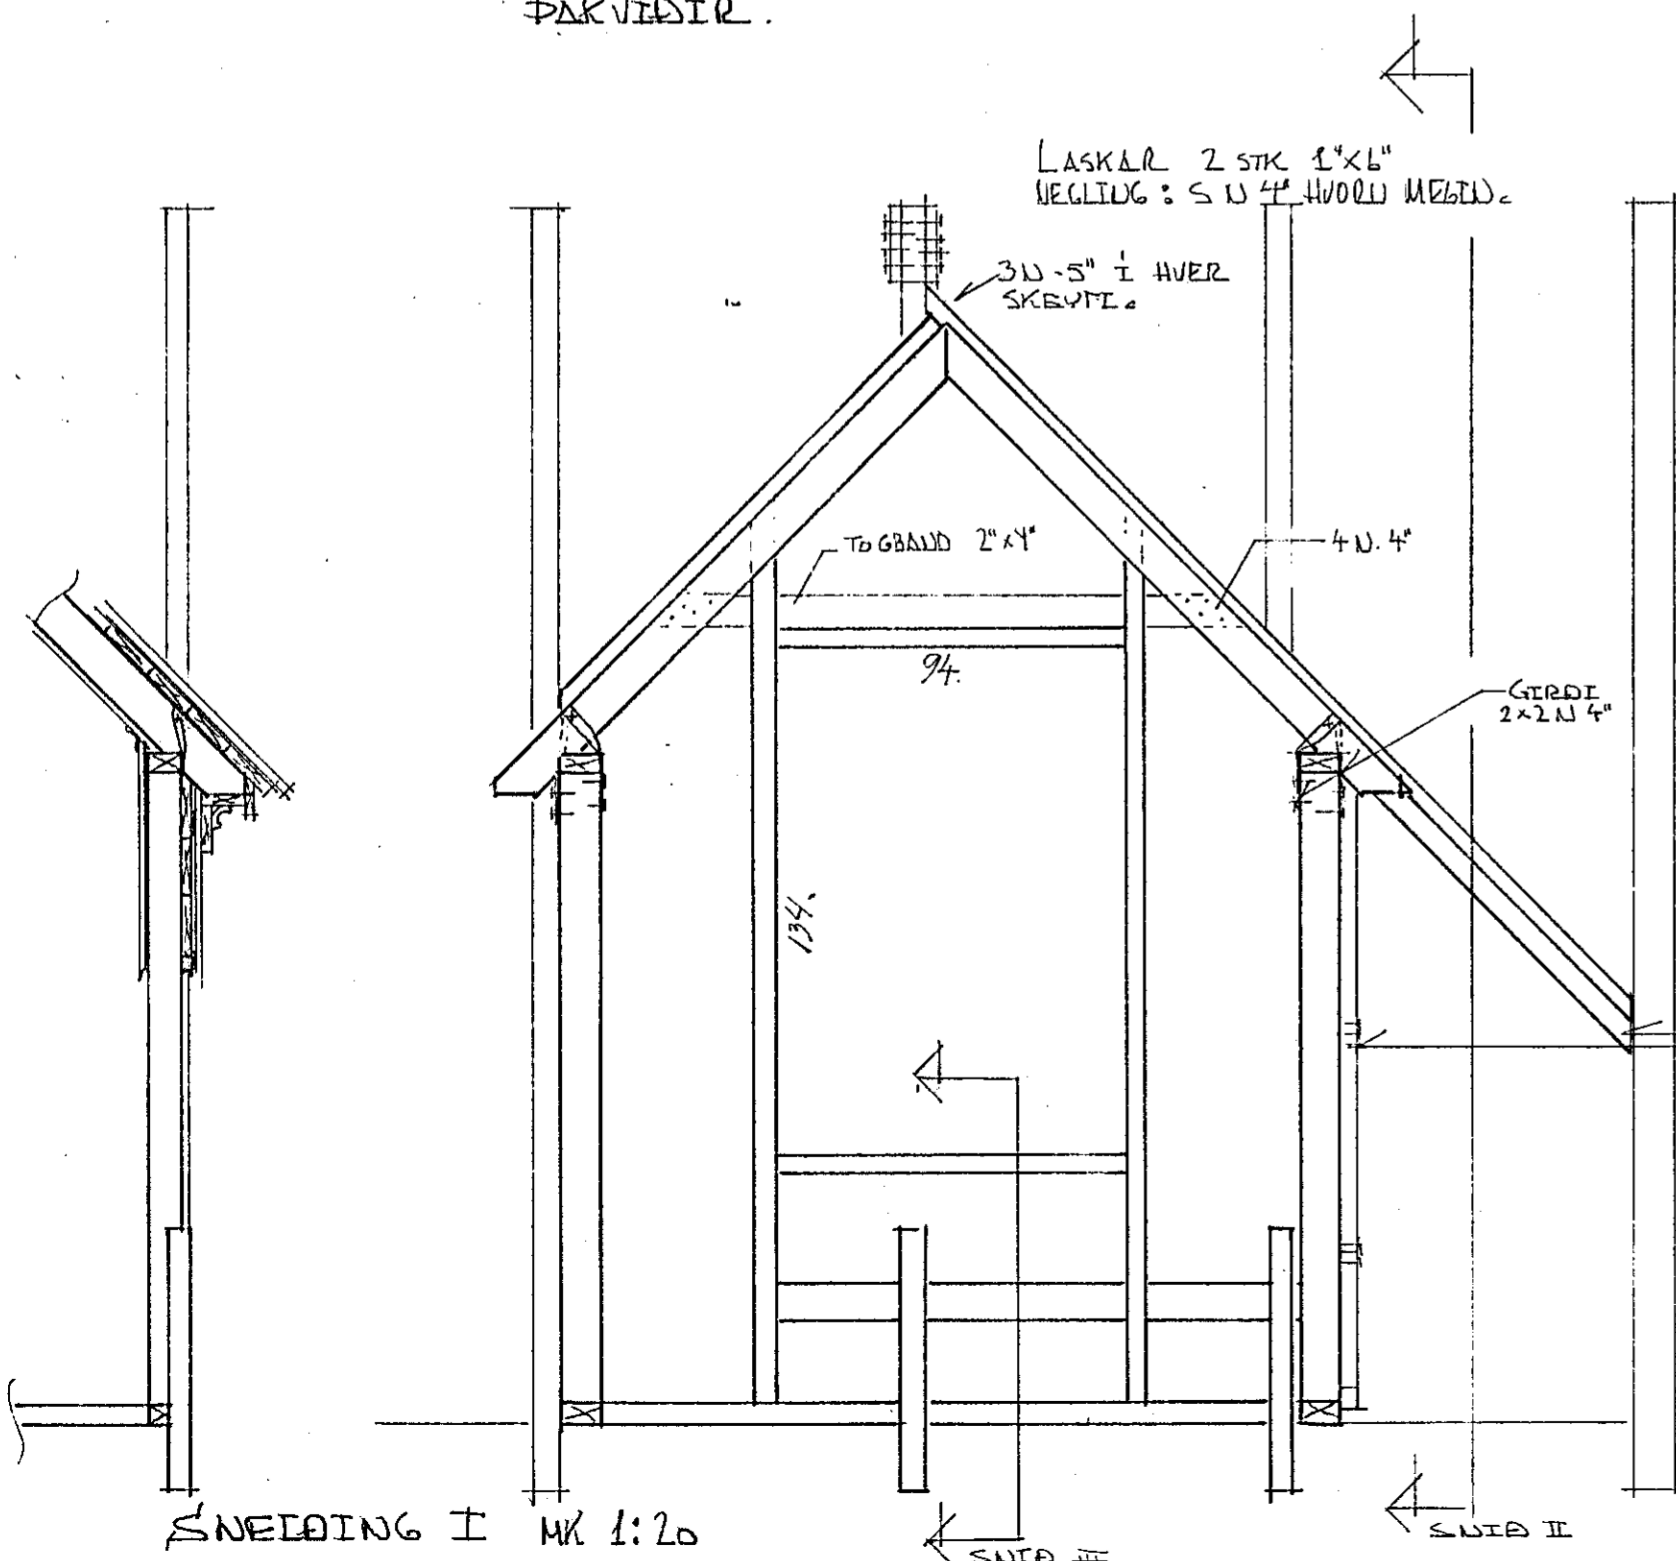 ÞAKVIÐIR.
LASKAR 2 STK 1"x6"
NEGLING: 5 N 4" HVORU MEGIN.
3N-5" Í HVER
SKEYTI.
TOGBAND 2"x4"
4 N. 4"
94.
GIRÐI
2x2 N 4"
134.
SNEIÐING I MK 1:20
SNIÐ III
SNIÐ II